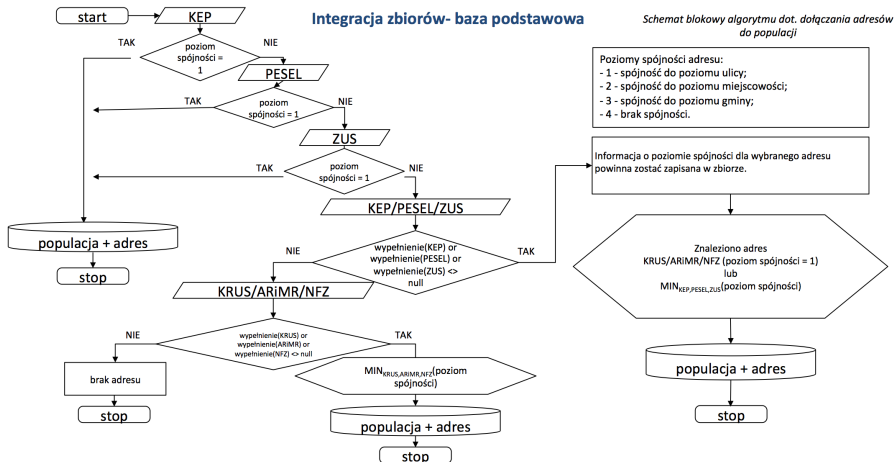 start
KEP
Integracja zbiorów- baza podstawowa
Schemat blokowy algorytmu dot. dołączania adresów
do populacji
TAK
poziom
spójności =
1
NIE
PESEL
TAK
poziom
spójności = 1
NIE
ZUS
TAK
poziom
spójności = 1
NIE
KEP/PESEL/ZUS
Poziomy spójności adresu:
- 1 - spójność do poziomu ulicy;
- 2 - spójność do poziomu miejscowości;
- 3 - spójność do poziomu gminy;
- 4 - brak spójności.
Informacja o poziomie spójności dla wybranego adresu
powinna zostać zapisana w zbiorze.
populacja + adres
stop
NIE
wypełnienie(KEP) or
wypełnienie(PESEL) or
wypełnienie(ZUS) <>
null
TAK
Znaleziono adres
KRUS/ARiMR/NFZ (poziom spójności = 1)
lub
MIN KEP,PESEL,ZUS(poziom spójności)
KRUS/ARiMR/NFZ
NIE
wypełnienie(KRUS) or
wypełnienie(ARiMR) or
wypełnienie(NFZ) <> null
TAK
brak adresu
stop
MIN KRUS,ARiMR,NFZ(poziom
spójności)
populacja + adres
stop
populacja + adres
stop